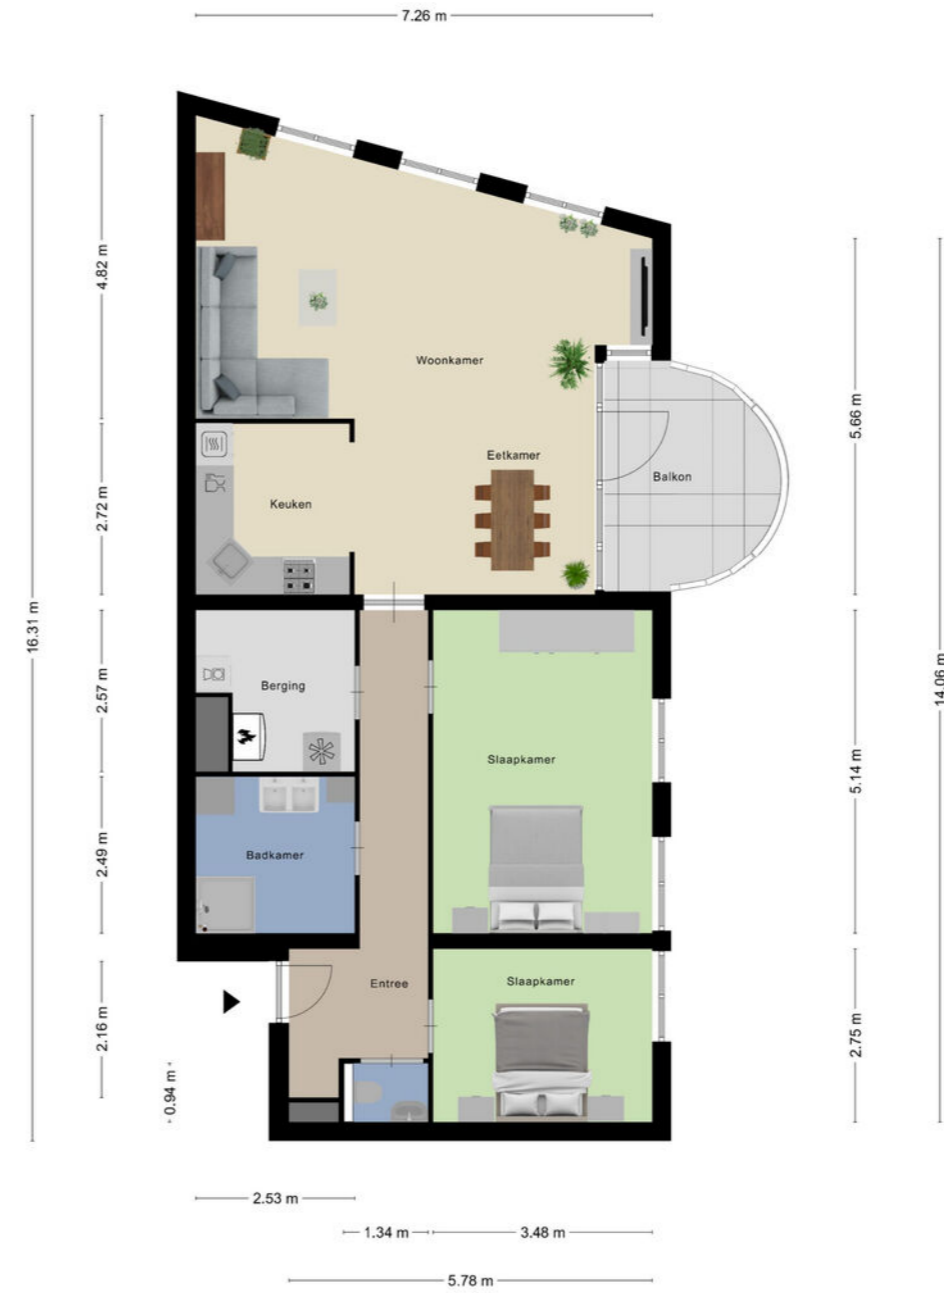 7.26 m
4.82 m
Woonkamer
5.66 m
Eetkamer
Balkon
Keuken
2.72 m
16.31 m
14.06 m
2.57 m
Berging
Slaapkamer
5.14 m
2.49 m
Badkamer
Entree
Slaapkamer
2.16 m
2.75 m
0.94 m
2.53 m
1.34 m
3.48 m
5.78 m